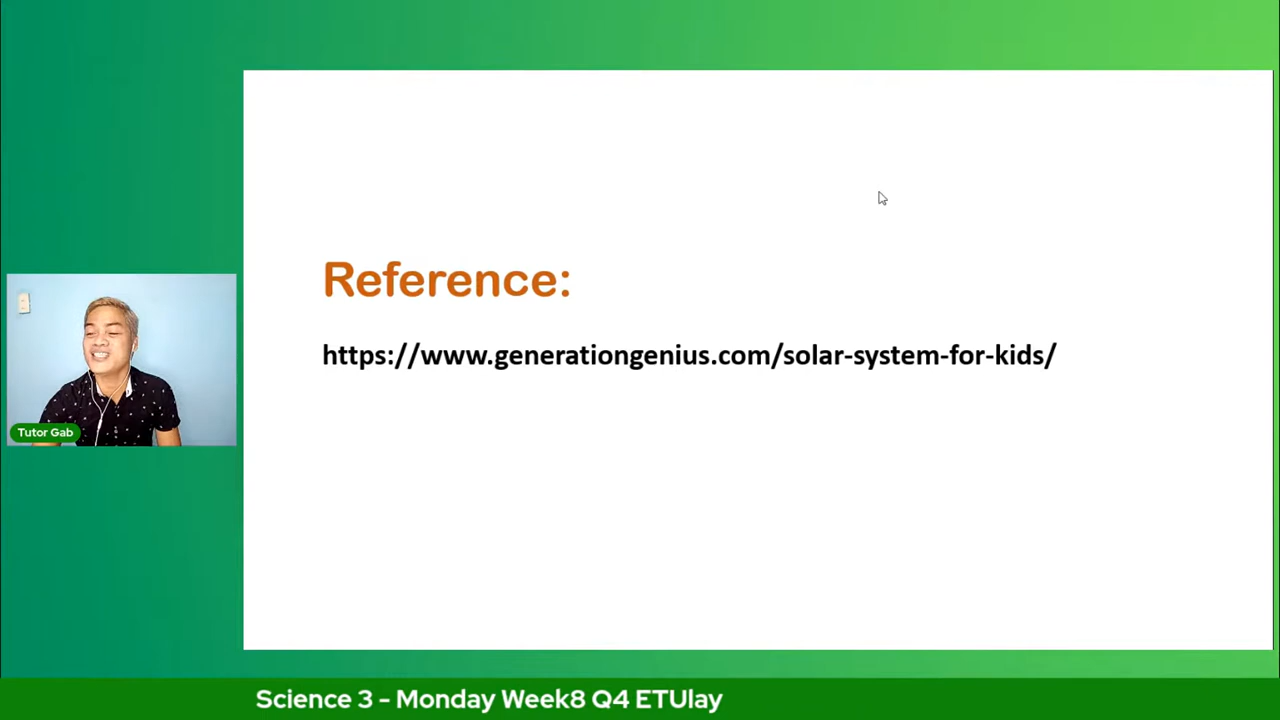 Reference:
https://www.generationgenius.com/solar-system-for-kids/
Tutor Gab
Science 3 - Monday Week8 Q4 ETUlay